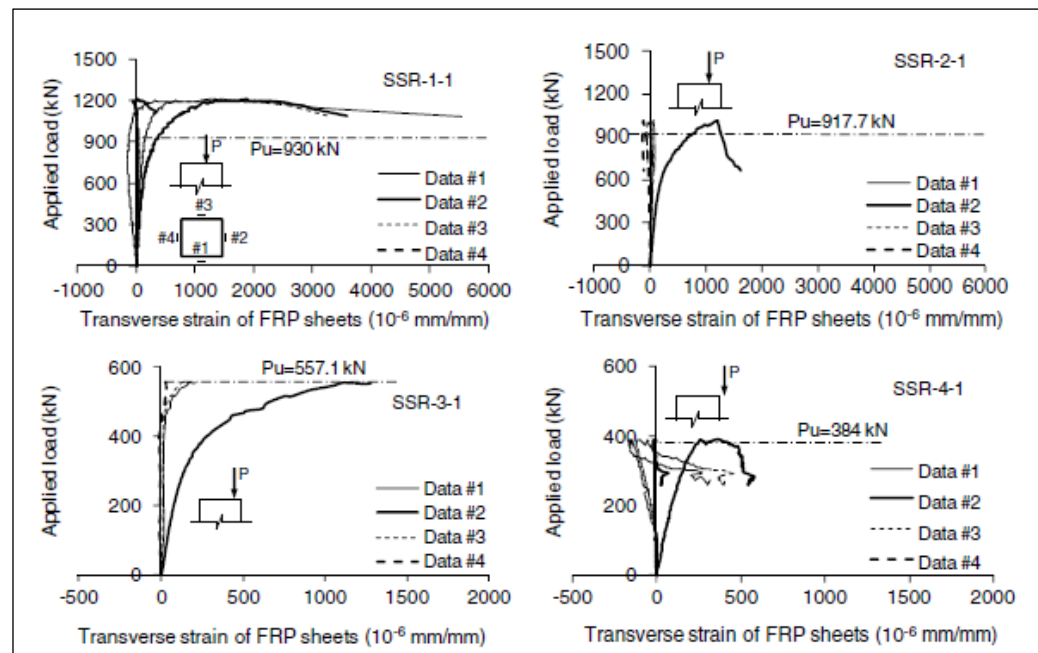 1500
1200
900
600
300
0
-1000 0 1000 2000 3000 4000 5000 6000
Applied load (kN)
Transverse strain of FRP sheets (10-6 mm/mm)
SSR-1-1
Pu=930 kN
P
#3
#4
#1
#2
Data #1
Data #2
Data #3
Data #4
1500
1200
900
600
300
0
-1000 0 1000 2000 3000 4000 5000 6000
Applied load (kN)
Transverse strain of FRP sheets (10-6 mm/mm)
SSR-2-1
P
Pu=917.7 kN
Data #1
Data #2
Data #3
Data #4
600
400
200
0
-500 0 500 1000 1500 2000
Applied load (kN)
Transverse strain of FRP sheets (10-6 mm/mm)
Pu=557.1 kN
SSR-3-1
P
Data #1
Data #2
Data #3
Data #4
600
400
200
0
-500 0 500 1000 1500 2000
Applied load (kN)
Transverse strain of FRP sheets (10-6 mm/mm)
P
SSR-4-1
Pu=384 kN
Data #1
Data #2
Data #3
Data #4